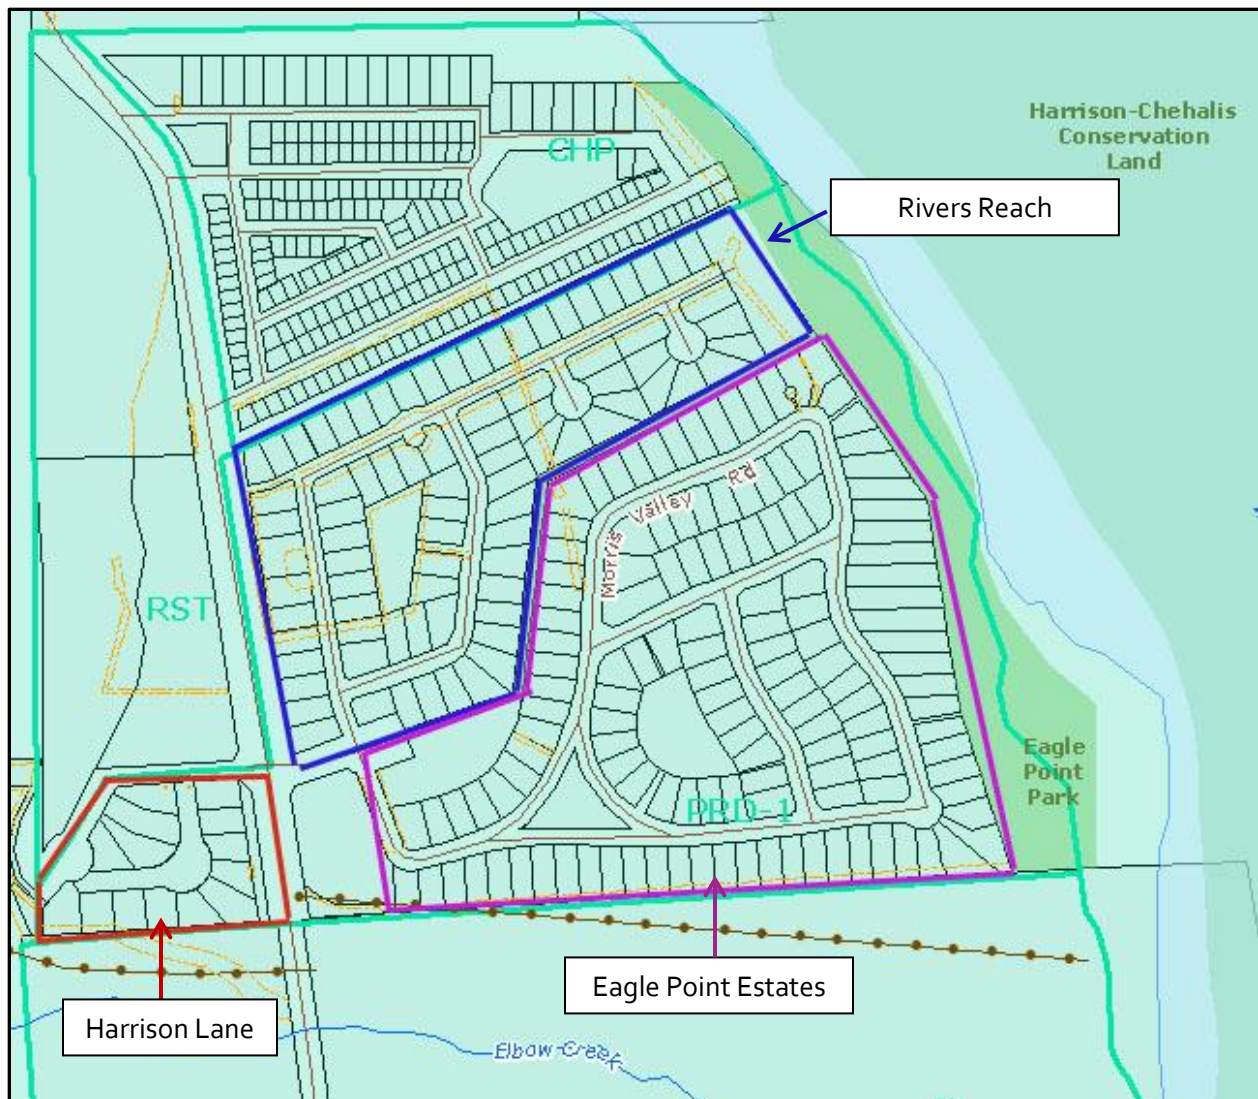 Harrison-Chehalis
Conservation
Land
CHP
Rivers Reach
Morris Valley Rd
RST
Eagle
Point
Park
PRD-1
Eagle Point Estates
Harrison Lane
Elbow-Creek